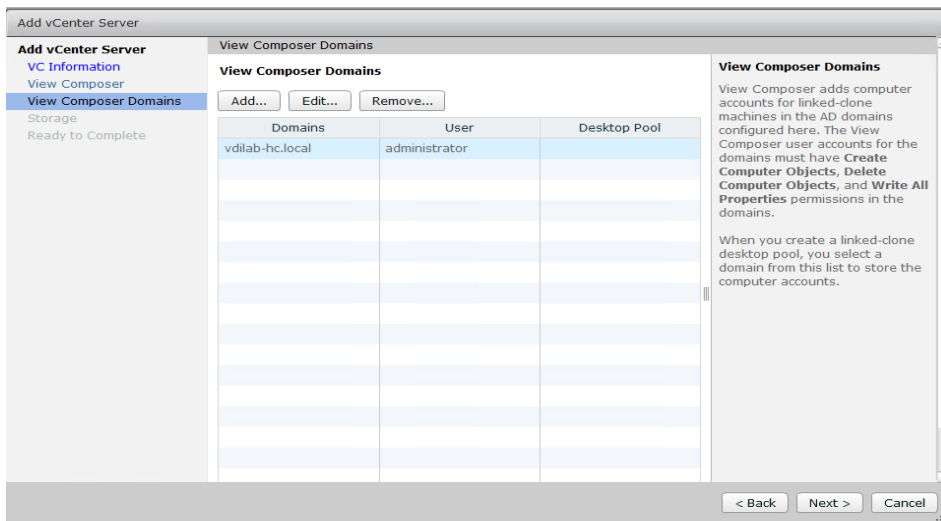 Add vCenter Server
Add vCenter Server
VC Information
View Composer
View Composer Domains
Storage
Ready to Complete
View Composer Domains
View Composer Domains
Add...
Edit...
Remove...
Domains
User
Desktop Pool
vdilab-hc.local
administrator
View Composer Domains
View Composer adds computer
accounts for linked-clone
machines in the AD domains
configured here. The View
Composer user accounts for the
domains must have Create
Computer Objects, Delete
Computer Objects, and Write All
Properties permissions in the
domains.
When you create a linked-clone
desktop pool, you select a
domain from this list to store the
computer accounts.
< Back
Next >
Cancel